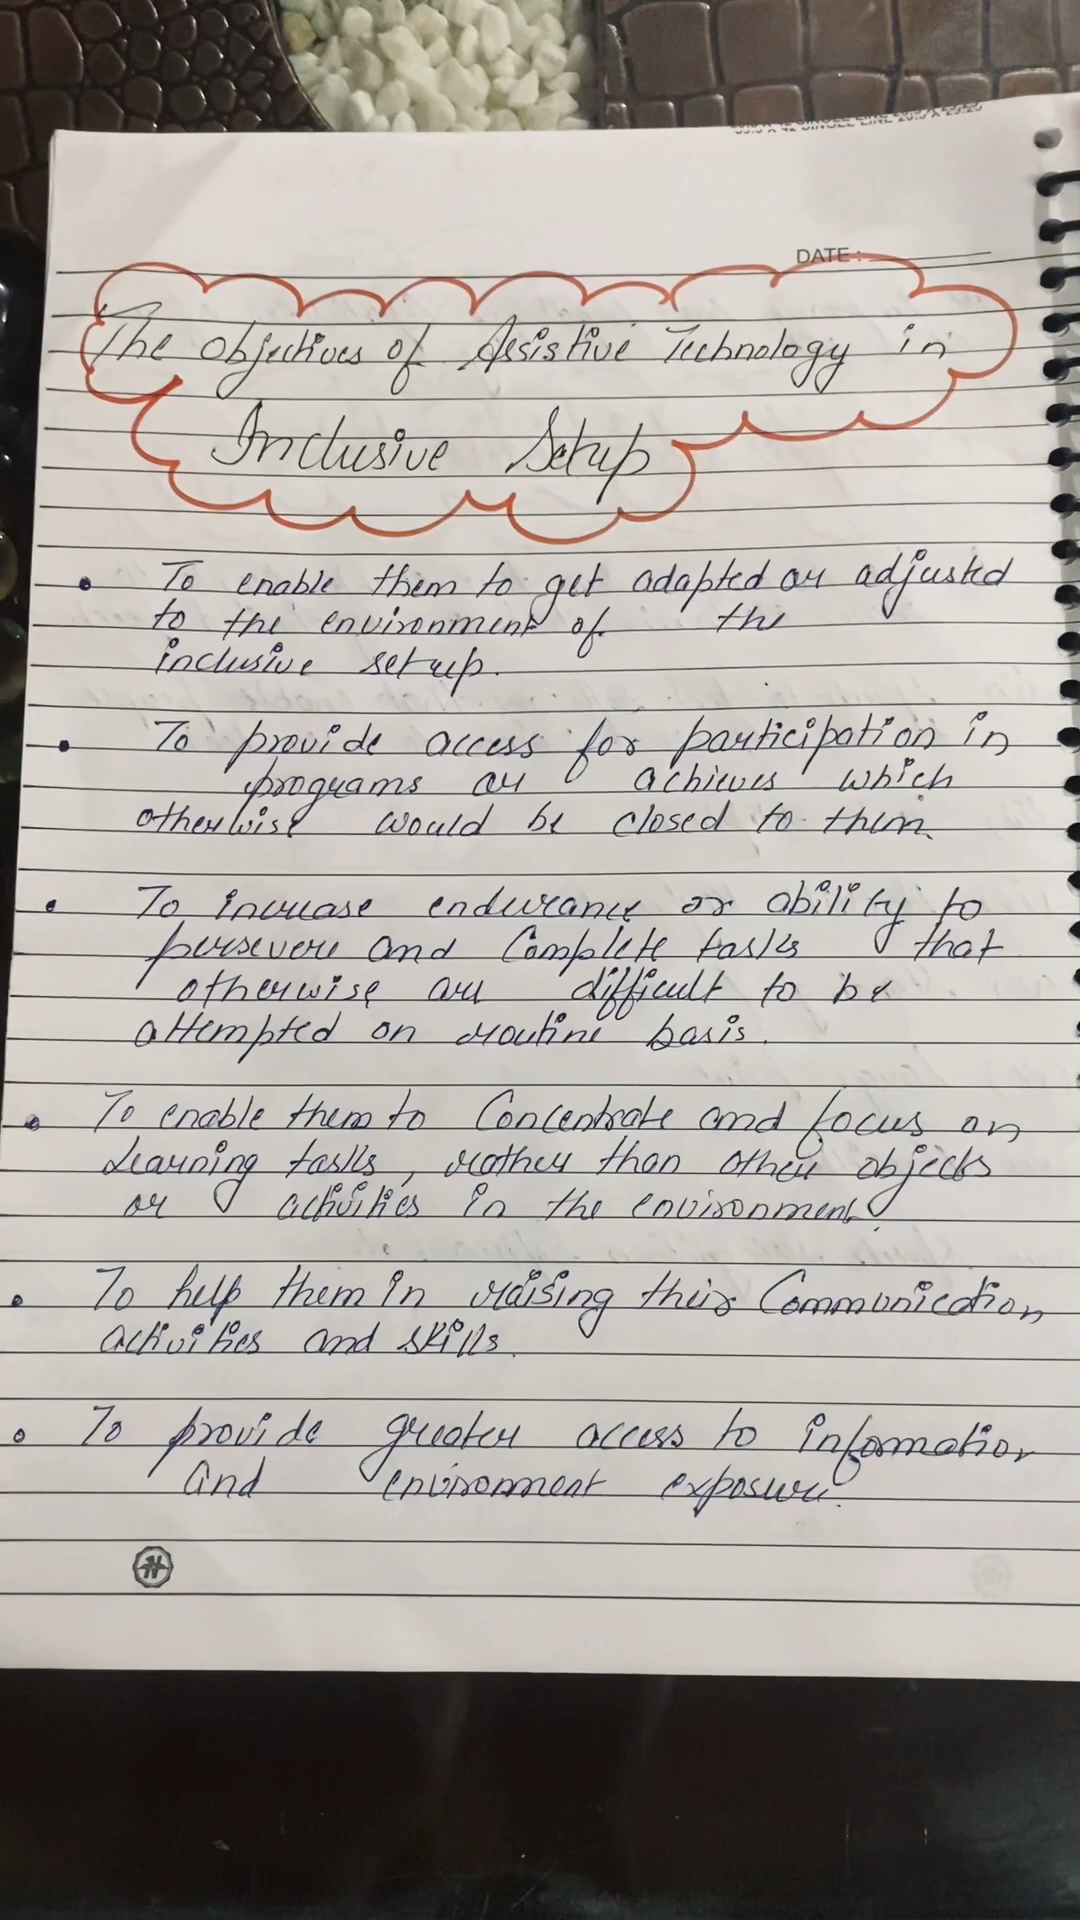 DATE :
The Objectives of Assistive Technology in
Inclusive Setup
• To enable them to get adapted or adjusted
to the environment of the
inclusive setup.
• To provide access for participation in
programs or achieves which
otherwise would be closed to them.
• To increase endurance or ability to
persevere and Complete tasks that
otherwise are difficult to be
attempted on routine basis.
• To enable them to Concentrate and focus on
Learning tasks, rather than other objects
or activities in the environment.
• To help them in raising their Communication
activities and skills.
• To provide greater access to information
and environment exposure.